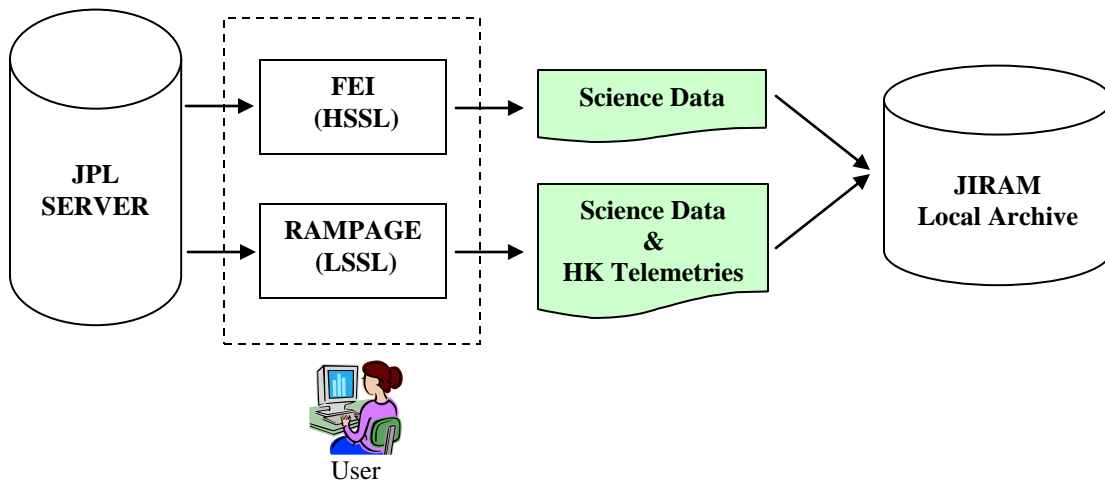 JPL
SERVER
FEI
(HSSL)
RAMPAGE
(LSSL)
Science Data
Science Data
&
HK Telemetries
JIRAM
Local Archive
User